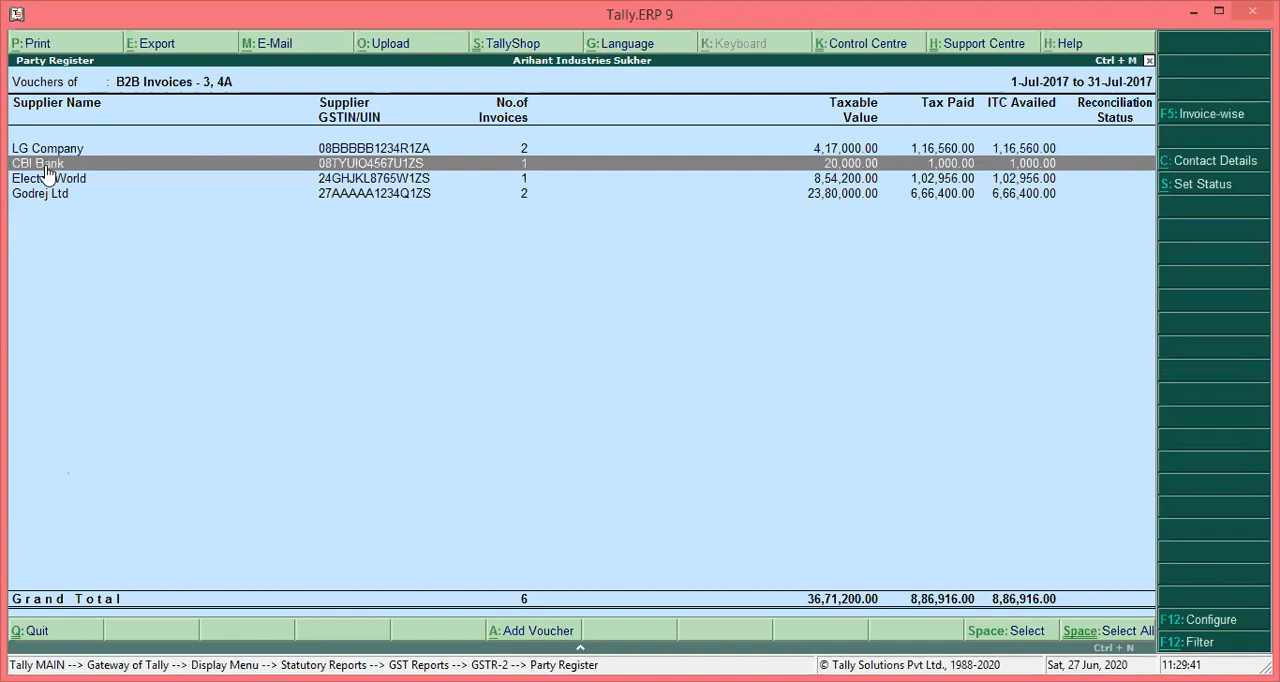 Tally.ERP 9
P: Print E: Export M: E-Mail O: Upload S: TallyShop G: Language K: Keyboard K: Control Centre H: Support Centre H: Help
Party Register Arihant Industries Sukher Ctrl + M
Vouchers of : B2B Invoices - 3, 4A 1-Jul-2017 to 31-Jul-2017
Supplier Name Supplier No.of Taxable Tax Paid ITC Availed Reconciliation
GSTIN/UIN Invoices Value Status
LG Company 08BBBBB1234R1ZA 2 4,17,000.00 1,16,560.00 1,16,560.00
CBI Bank 08TYUIO4567U1ZS 1 20,000.00 1,000.00 1,000.00
World 24GHJKL8765W1ZS 1 8,54,200.00 1,02,956.00 1,02,956.00
Godrej Ltd 27AAAAA1234Q1ZS 2 23,80,000.00 6,66,400.00 6,66,400.00
Grand Total 6 36,71,200.00 8,86,916.00 8,86,916.00
F5: Invoice-wise
C: Contact Details
S: Set Status
F12: Configure
F12: Filter
Q: Quit A: Add Voucher Space: Select Space: Select All
Ctrl + N
Tally MAIN --> Gateway of Tally --> Display Menu --> Statutory Reports --> GST Reports --> GSTR-2 --> Party Register © Tally Solutions Pvt Ltd., 1988-2020 Sat, 27 Jun, 2020 11:29:41